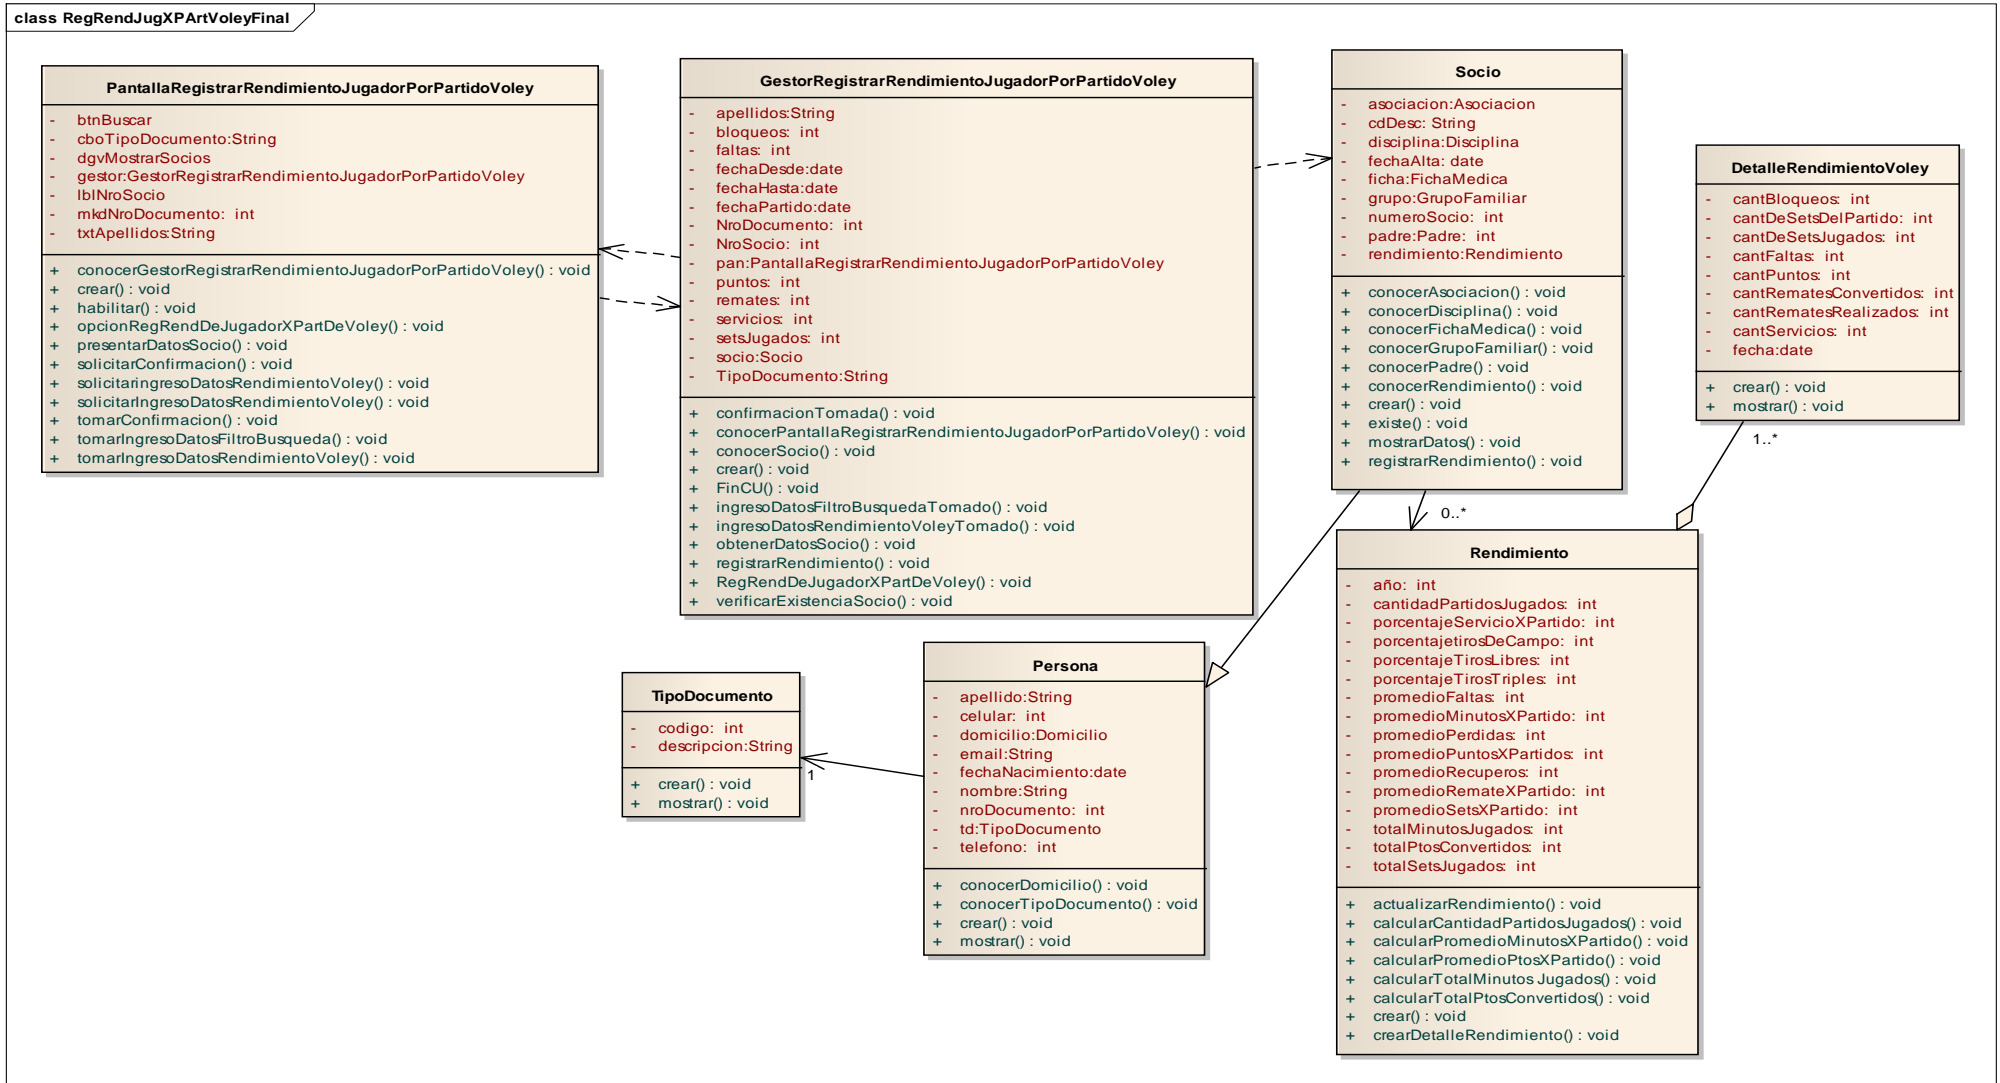 class RegRendJugXPArtVoleyFinal
PantallaRegistrarRendimientoJugadorPorPartidoVoley
- btnBuscar
- cboTipoDocumento:String
- dgvMostrarSocios
- gestor:GestorRegistrarRendimientoJugadorPorPartidoVoley
- lblNroSocio
- mkdNroDocumento: int
- txtApellidos:String
+ conocerGestorRegistrarRendimientoJugadorPorPartidoVoley() : void
+ crear() : void
+ habilitar() : void
+ opcionRegRendDeJugadorXPartDeVoley() : void
+ presentarDatosSocio() : void
+ solicitarConfirmacion() : void
+ solicitaringresoDatosRendimientoVoley() : void
+ solicitarIngresoDatosRendimientoVoley() : void
+ tomarConfirmacion() : void
+ tomarIngresoDatosFiltroBusqueda() : void
+ tomarIngresoDatosRendimientoVoley() : void
GestorRegistrarRendimientoJugadorPorPartidoVoley
- apellidos:String
- bloqueos: int
- faltas: int
- fechaDesde:date
- fechaHasta:date
- fechaPartido:date
- NroDocumento: int
- NroSocio: int
- pan:PantallaRegistrarRendimientoJugadorPorPartidoVoley
- puntos: int
- remates: int
- servicios: int
- setsJugados: int
- socio:Socio
- TipoDocumento:String
+ confirmacionTomada() : void
+ conocerPantallaRegistrarRendimientoJugadorPorPartidoVoley() : void
+ conocerSocio() : void
+ crear() : void
+ FinCU() : void
+ ingresoDatosFiltroBusquedaTomado() : void
+ ingresoDatosRendimientoVoleyTomado() : void
+ obtenerDatosSocio() : void
+ registrarRendimiento() : void
+ RegRendDeJugadorXPartDeVoley() : void
+ verificarExistenciaSocio() : void
Socio
- asociacion:Asociacion
- cdDesc: String
- disciplina:Disciplina
- fechaAlta: date
- ficha:FichaMedica
- grupo:GrupoFamiliar
- numeroSocio: int
- padre:Padre: int
- rendimiento:Rendimiento
+ conocerAsociacion() : void
+ conocerDisciplina() : void
+ conocerFichaMedica() : void
+ conocerGrupoFamiliar() : void
+ conocerPadre() : void
+ conocerRendimiento() : void
+ crear() : void
+ existe() : void
+ mostrarDatos() : void
+ registrarRendimiento() : void
DetalleRendimientoVoley
- cantBloqueos: int
- cantDeSetsDelPartido: int
- cantDeSetsJugados: int
- cantFaltas: int
- cantPuntos: int
- cantRematesConvertidos: int
- cantRematesRealizados: int
- cantServicios: int
- fecha:date
+ crear() : void
+ mostrar() : void
1..*
0..*
Rendimiento
- año: int
- cantidadPartidosJugados: int
- porcentajeServicioXPartido: int
- porcentajetirosDeCampo: int
- porcentajeTirosLibres: int
- porcentajeTirosTriples: int
- promedioFaltas: int
- promedioMinutosXPartido: int
- promedioPerdidas: int
- promedioPuntosXPartidos: int
- promedioRecuperos: int
- promedioRemateXPartido: int
- promedioSetsXPartido: int
- totalMinutosJugados: int
- totalPtosConvertidos: int
- totalSetsJugados: int
+ actualizarRendimiento() : void
+ calcularCantidadPartidosJugados() : void
+ calcularPromedioMinutosXPartido() : void
+ calcularPromedioPtosXPartido() : void
+ calcularTotalMinutos Jugados() : void
+ calcularTotalPtosConvertidos() : void
+ crear() : void
+ crearDetalleRendimiento() : void
Persona
- apellido:String
- celular: int
- domicilio:Domicilio
- email:String
- fechaNacimiento:date
- nombre:String
- nroDocumento: int
- td:TipoDocumento
- telefono: int
+ conocerDomicilio() : void
+ conocerTipoDocumento() : void
+ crear() : void
+ mostrar() : void
TipoDocumento
- codigo: int
- descripcion:String
+ crear() : void
+ mostrar() : void
1